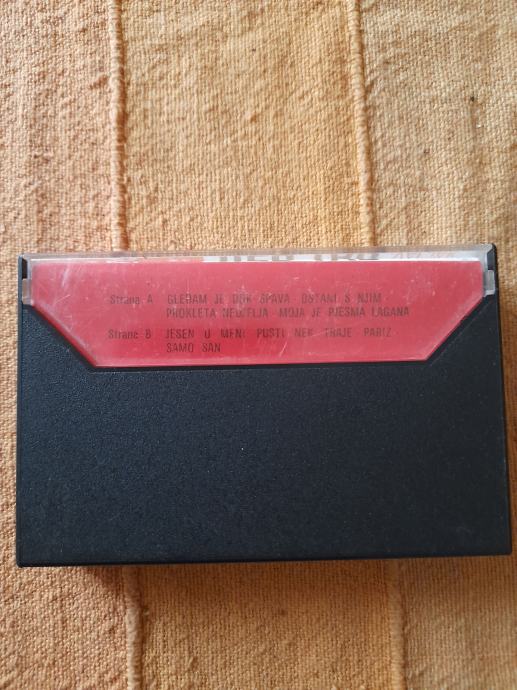 Strana A GLEDAM JE DOK SPAVA OSTANI S NJIM
PROKLETA NEDJELJA MOJA JE PJESMA LAGANA
Strana B JESEN U MENI PUSTI NEK TRAJE PARIZ
SAMO SAN